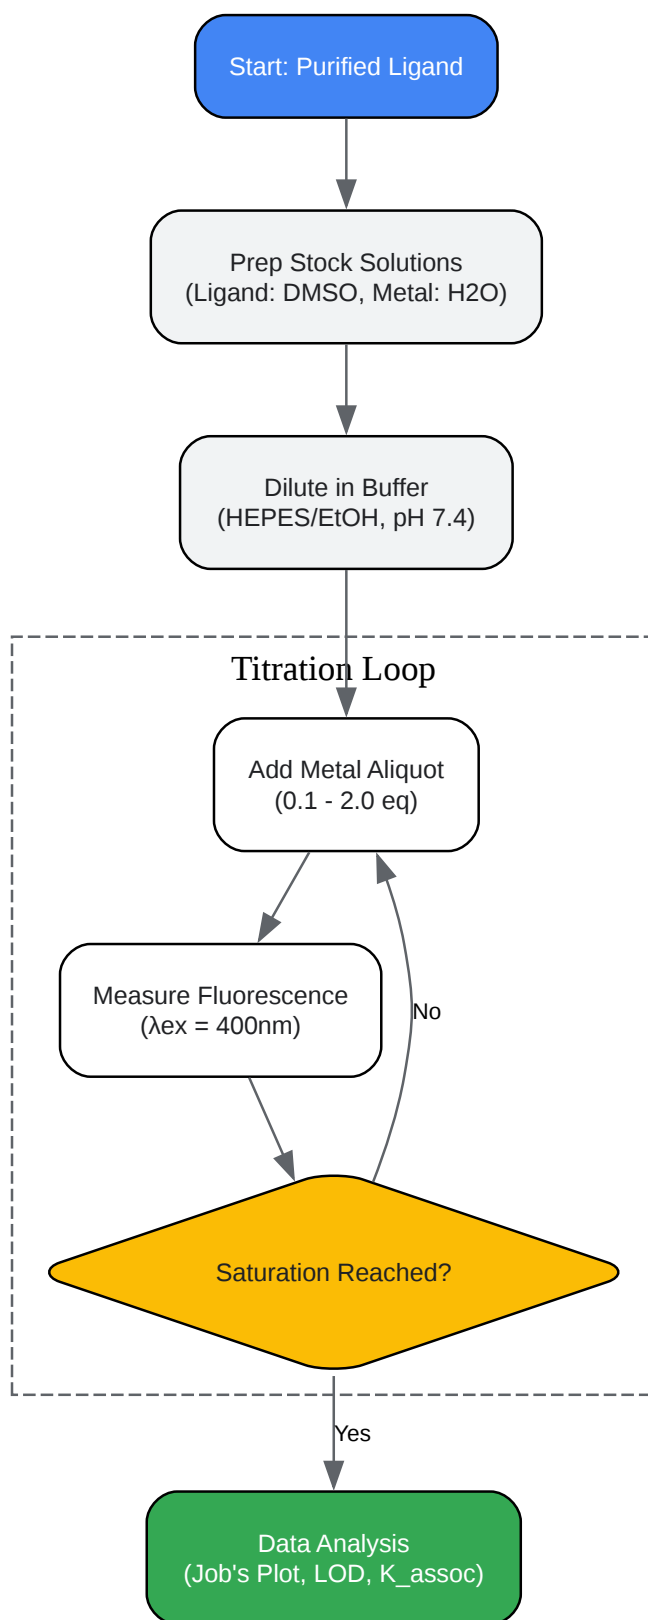 Start: Purified Ligand
Prep Stock Solutions
(Ligand: DMSO, Metal: H2O)
Dilute in Buffer
(HEPES/EtOH, pH 7.4)
Titration Loop
Add Metal Aliquot
(0.1 - 2.0 eq)
Measure Fluorescence
(λex = 400nm)
No
Saturation Reached?
Yes
Data Analysis
(Job's Plot, LOD, K_assoc)